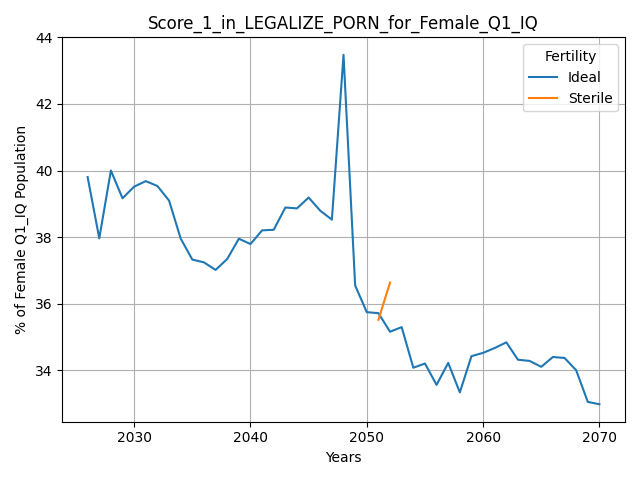 Score_1_in_LEGALIZE_PORN_for_Female_Q1_IQ
Fertility
Ideal
Sterile
% of Female Q1_IQ Population
44
42
40
38
36
34
2030
2040
2050
2060
2070
Years